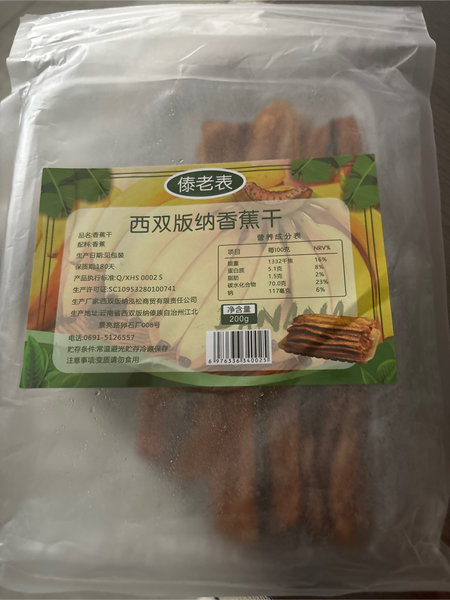 傣老表
西双版纳香蕉干
品名:香蕉干
配料:香蕉
生产日期:见包装
保质期:180天
产品执行标准:Q/XHS 0002 S
生产许可证:SC10953280100741
生产厂家:西双版纳泓松商贸有限责任公司
生产地址:云南省西双版纳傣族自治州江北
景亮路卵石厂006号
电话:0691-5126557
贮存条件:常温避光贮存冷藏保存
注意事项:变质请勿食用
营养成分表
项目 每100克 NRV%
能量 1332千焦 16%
蛋白质 5.1克 8%
脂肪 1.5克 2%
碳水化合物 70.0克 23%
钠 117毫克 6%
BANANA
净含量
200g
6 976336 340025